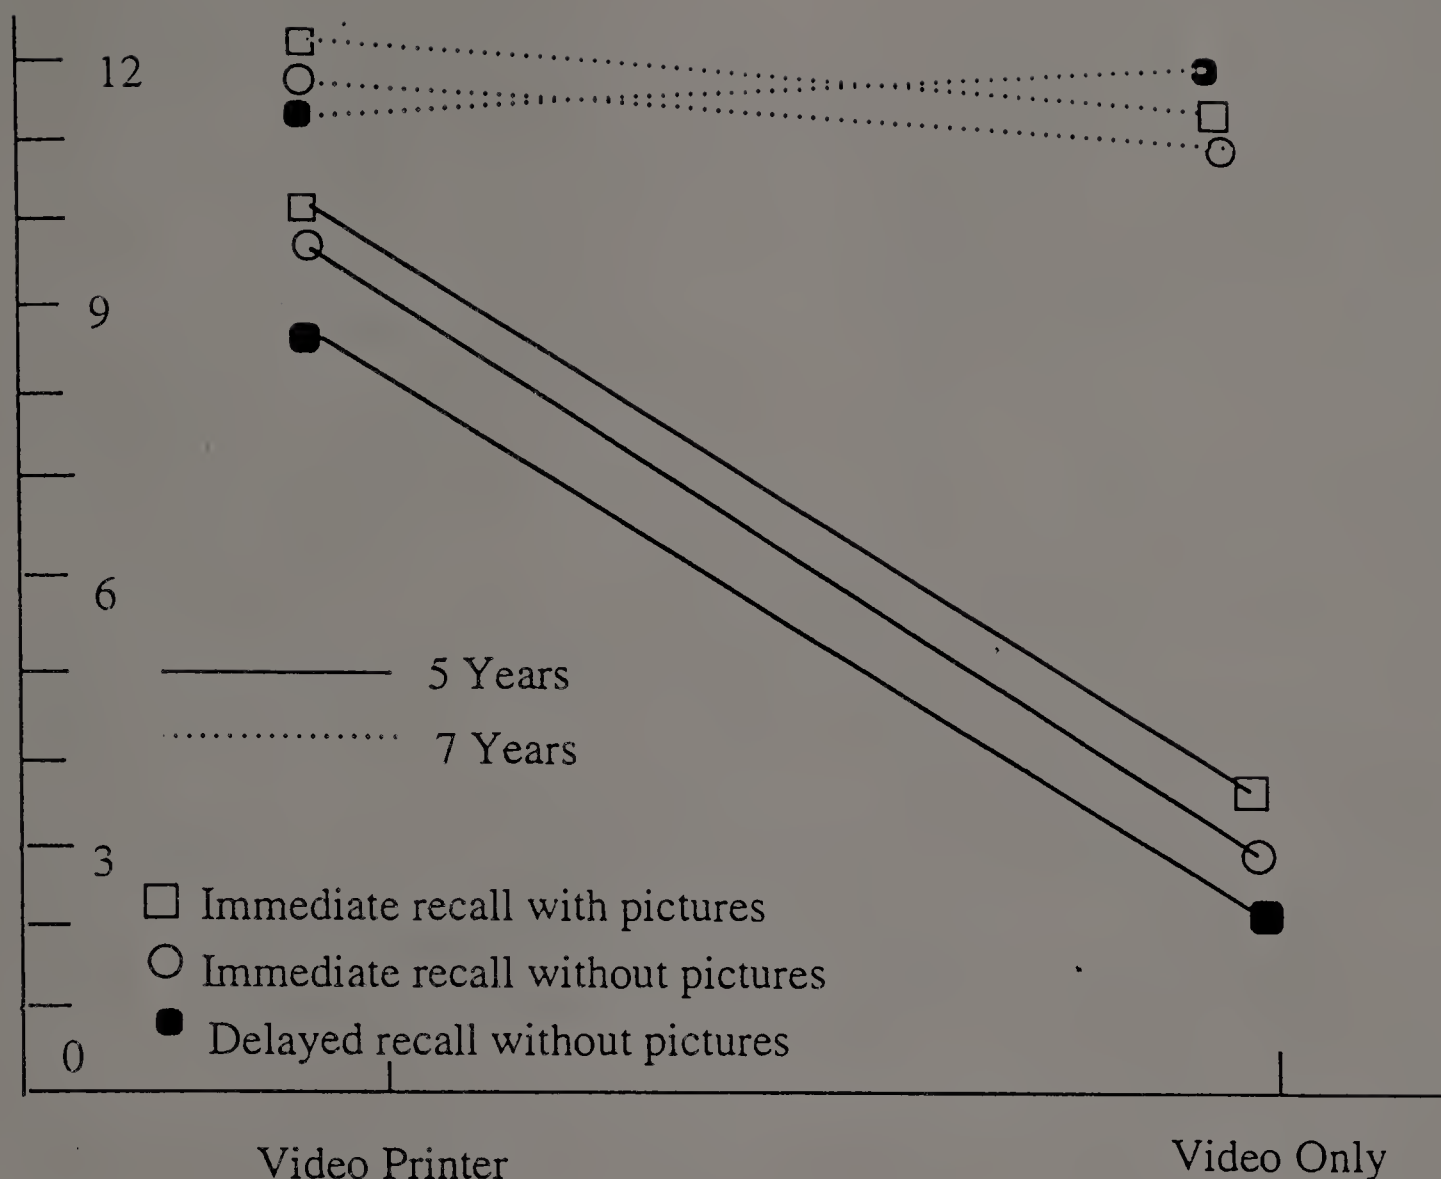 12
9
6
5 Years
7 Years
3
Immediate recall with pictures
Immediate recall without pictures
Delayed recall without pictures
0
Video Printer
Video Only